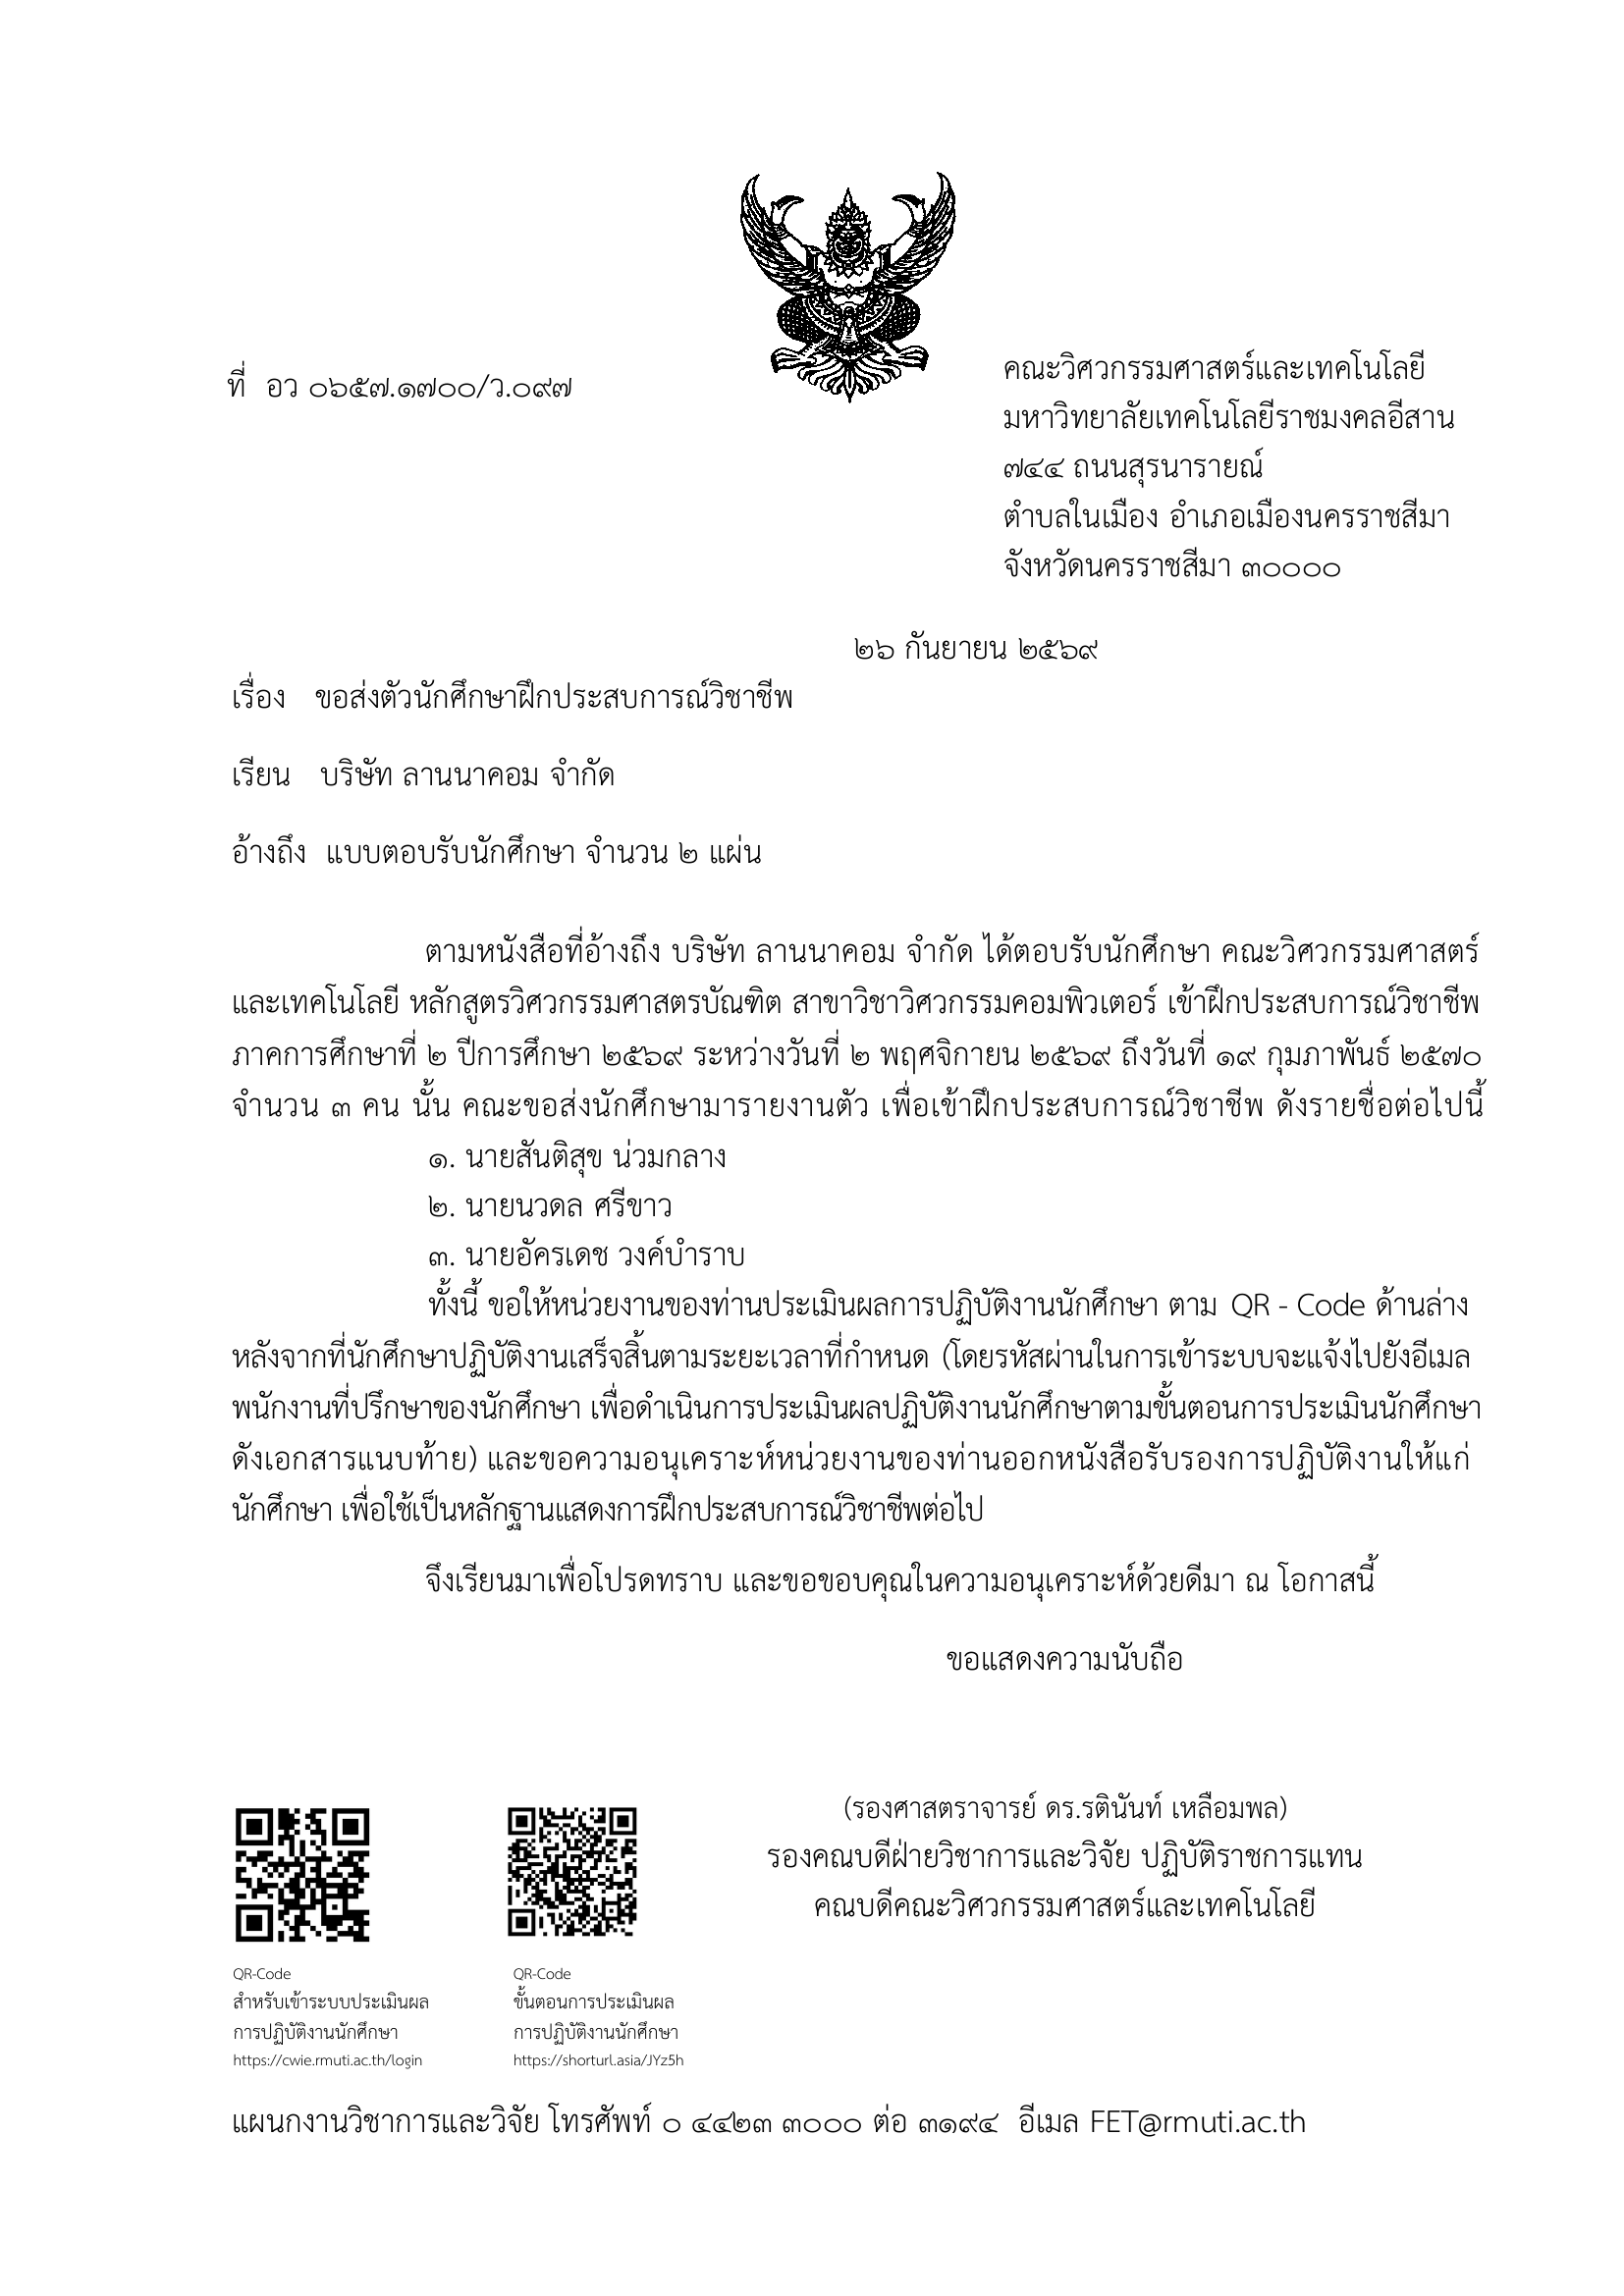 ที่ อว ๐๖๕๗.๑๗๐๐/ว.๐๙๗
คณะวิศวกรรมศาสตร์และเทคโนโลยี
มหาวิทยาลัยเทคโนโลยีราชมงคลอีสาน
๗๔๔ ถนนสุรนารายณ์
ตำบลในเมือง อำเภอเมืองนครราชสีมา
จังหวัดนครราชสีมา ๓๐๐๐๐
๒๖ กันยายน ๒๕๖๙
เรื่อง ขอส่งตัวนักศึกษาฝึกประสบการณ์วิชาชีพ
เรียน บริษัท ลานนาคอม จำกัด
อ้างถึง แบบตอบรับนักศึกษา จำนวน ๒ แผ่น
ตามหนังสือที่อ้างถึง บริษัท ลานนาคอม จำกัด ได้ตอบรับนักศึกษา คณะวิศวกรรมศาสตร์
และเทคโนโลยี หลักสูตรวิศวกรรมศาสตรบัณฑิต สาขาวิชาวิศวกรรมคอมพิวเตอร์ เข้าฝึกประสบการณ์วิชาชีพ
ภาคการศึกษาที่ ๒ ปีการศึกษา ๒๕๖๙ ระหว่างวันที่ ๒ พฤศจิกายน ๒๕๖๙ ถึงวันที่ ๑๙ กุมภาพันธ์ ๒๕๗๐
จำนวน ๓ คน นั้น คณะขอส่งนักศึกษามารายงานตัว เพื่อเข้าฝึกประสบการณ์วิชาชีพ ดังรายชื่อต่อไปนี้
๑. นายสันติสุข น่วมกลาง
๒. นายนวดล ศรีขาว
๓. นายอัครเดช วงค์บำราบ
ทั้งนี้ ขอให้หน่วยงานของท่านประเมินผลการปฏิบัติงานนักศึกษา ตาม QR - Code ด้านล่าง
หลังจากที่นักศึกษาปฏิบัติงานเสร็จสิ้นตามระยะเวลาที่กำหนด (โดยรหัสผ่านในการเข้าระบบจะแจ้งไปยังอีเมล
พนักงานที่ปรึกษาของนักศึกษา เพื่อดำเนินการประเมินผลปฏิบัติงานนักศึกษาตามขั้นตอนการประเมินนักศึกษา
ดังเอกสารแนบท้าย) และขอความอนุเคราะห์หน่วยงานของท่านออกหนังสือรับรองการปฏิบัติงานให้แก่
นักศึกษา เพื่อใช้เป็นหลักฐานแสดงการฝึกประสบการณ์วิชาชีพต่อไป
จึงเรียนมาเพื่อโปรดทราบ และขอขอบคุณในความอนุเคราะห์ด้วยดีมา ณ โอกาสนี้
ขอแสดงความนับถือ
(รองศาสตราจารย์ ดร.รตินันท์ เหลือมพล)
รองคณบดีฝ่ายวิชาการและวิจัย ปฏิบัติราชการแทน
คณบดีคณะวิศวกรรมศาสตร์และเทคโนโลยี
QR-Code
สำหรับเข้าระบบประเมินผล
การปฏิบัติงานนักศึกษา
https://cwie.rmuti.ac.th/login
QR-Code
ขั้นตอนการประเมินผล
การปฏิบัติงานนักศึกษา
https://shorturl.asia/JYz5h
แผนกงานวิชาการและวิจัย โทรศัพท์ ๐ ๔๔๒๓ ๓๐๐๐ ต่อ ๓๑๙๔ อีเมล FET@rmuti.ac.th